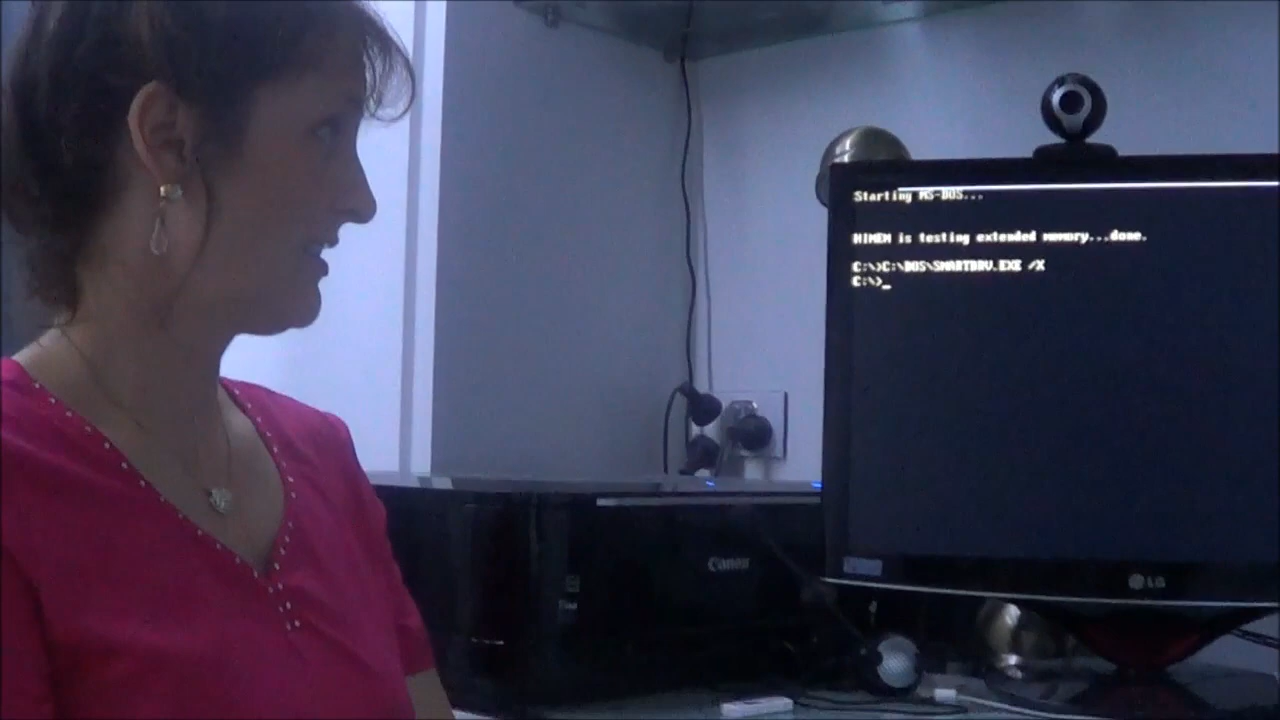 Starting MS-DOS...
HIMEM is testing extended memory...done.
C:\>C:\DOS\SMARTDRV.EXE /X
C:\>_
Canon
LG